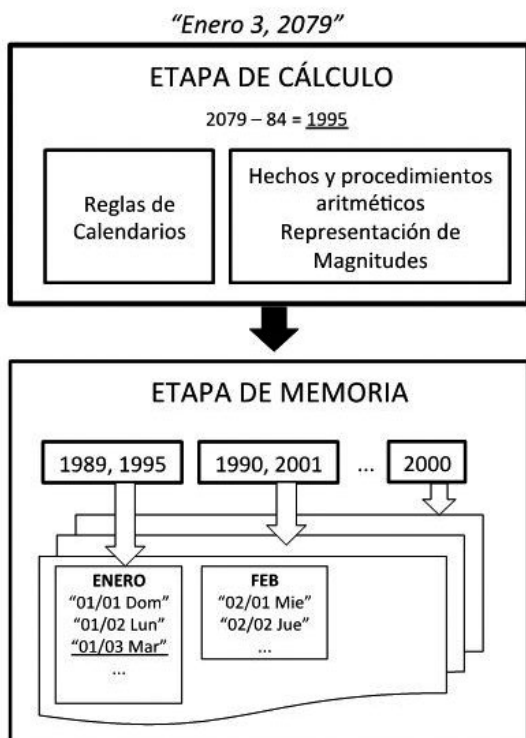 “Enero 3, 2079”
ETAPA DE CÁLCULO
2079 – 84 = 1995
Reglas de
Calendarios
Hechos y procedimientos
aritméticos
Representación de
Magnitudes
ETAPA DE MEMORIA
1989, 1995
1990, 2001
...
2000
ENERO
“01/01 Dom”
“01/02 Lun”
“01/03 Mar”
...
FEB
“02/01 Mie”
“02/02 Jue”
...